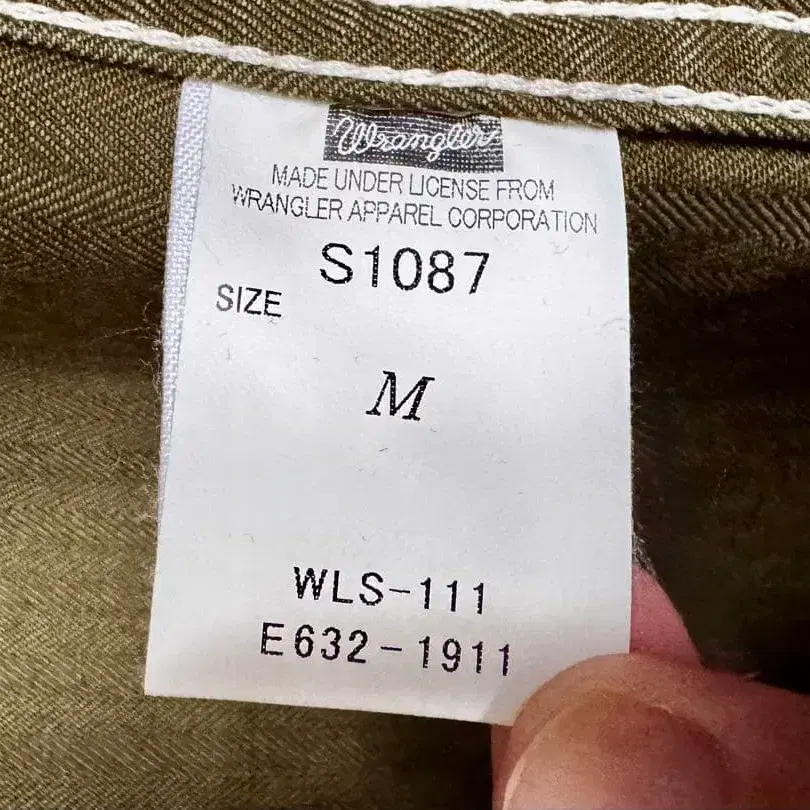 Wrangler
MADE UNDER LICENSE FROM
WRANGLER APPAREL CORPORATION
S1087
SIZE
M
WLS-111
E632-1911